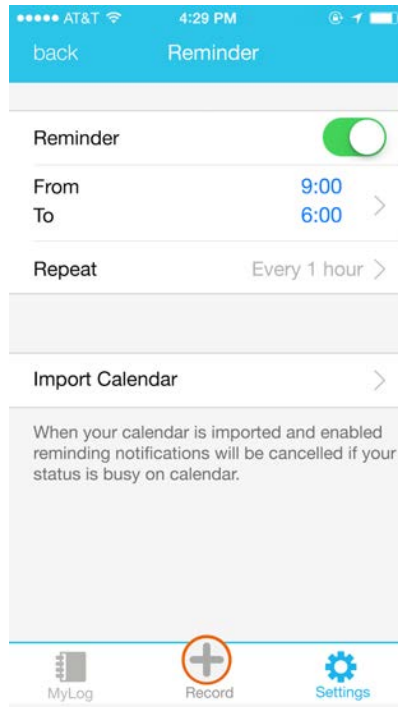 AT&T 4:29 PM
back Reminder
Reminder
From 9:00
To 6:00
Repeat Every 1 hour
Import Calendar
When your calendar is imported and enabled
reminding notifications will be cancelled if your
status is busy on calendar.
MyLog Record Settings